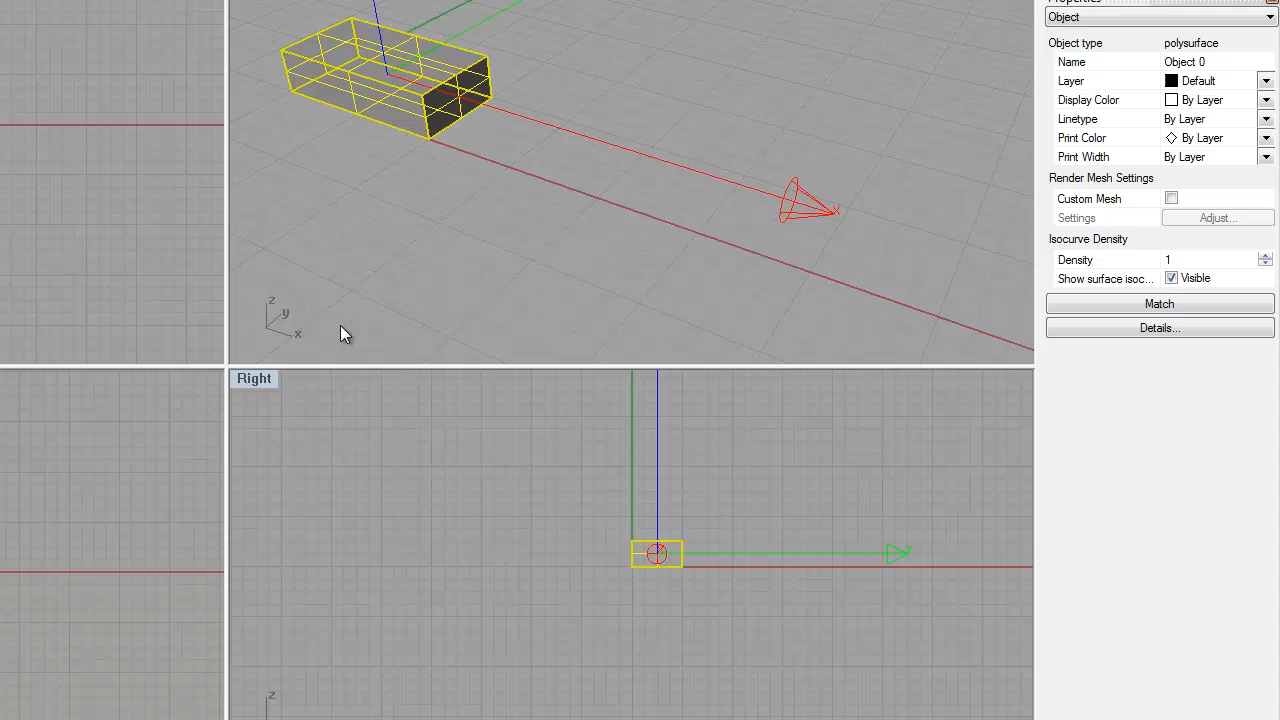 Properties
Object
Object type polysurface
Name Object 0
Layer Default
Display Color By Layer
Linetype By Layer
Print Color By Layer
Print Width By Layer
Render Mesh Settings
Custom Mesh
Settings Adjust...
Isocurve Density
Density 1
Show surface isoc... Visible
Match
Details...
x
z
y
x
Right
z